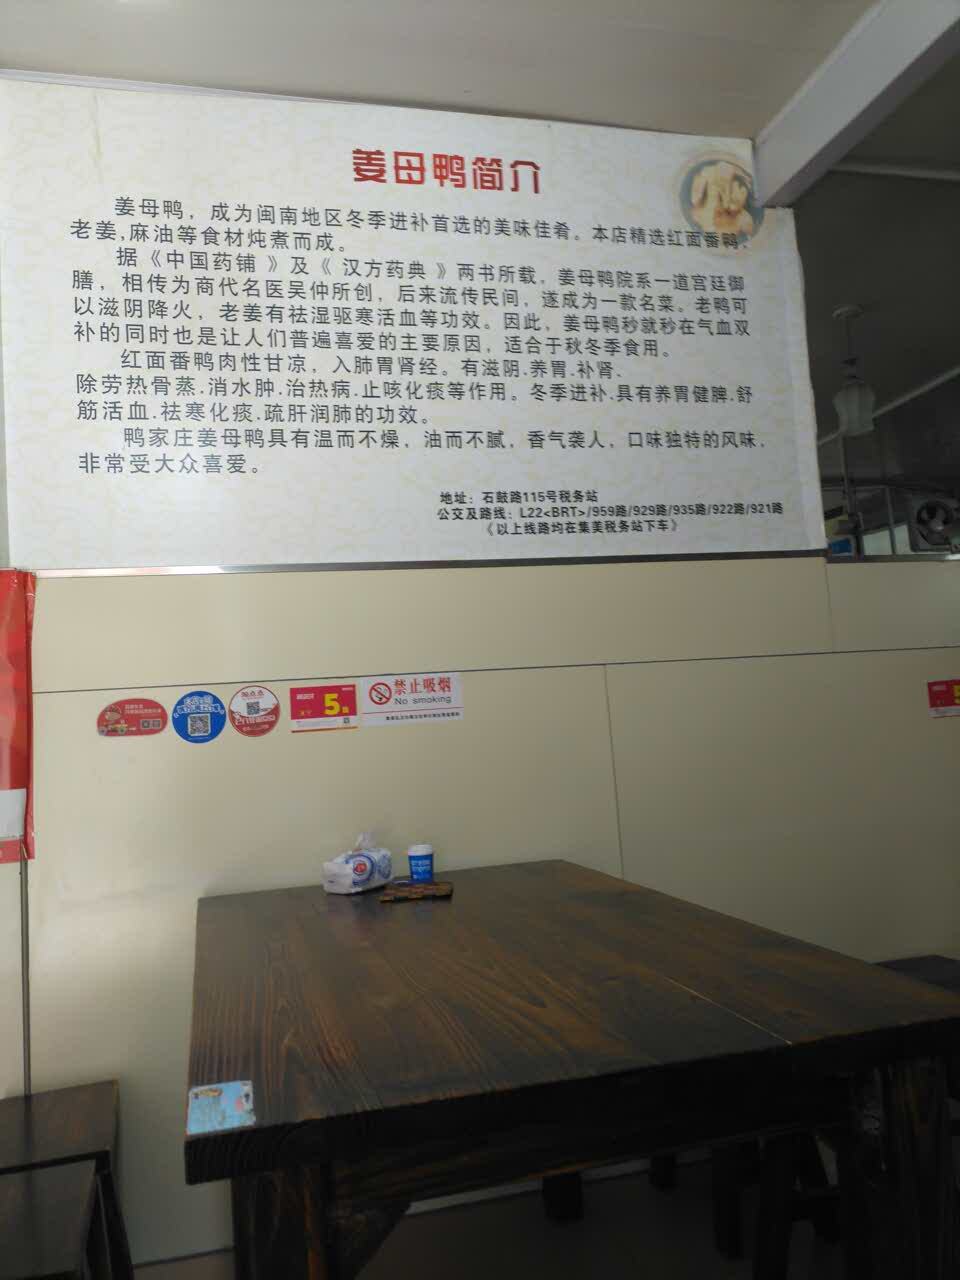 姜母鸭简介
姜母鸭，成为闽南地区冬季进补首选的美味佳肴。本店精选红面番鸭、
老姜,麻油等食材炖煮而成。
据《中国药铺 》及《 汉方药典 》两书所载，姜母鸭院系一道宫廷御
膳，相传为商代名医吴仲所创，后来流传民间，遂成为一款名菜。老鸭可
以滋阴降火，老姜有祛湿驱寒活血等功效。因此，姜母鸭秒就秒在气血双
补的同时也是让人们普遍喜爱的主要原因，适合于秋冬季食用。
红面番鸭肉性甘凉，入肺胃肾经。有滋阴.养胃.补肾.
除劳热骨蒸.消水肿.治热病.止咳化痰等作用。冬季进补.具有养胃健脾.舒
筋活血.祛寒化痰.疏肝润肺的功效。
鸭家庄姜母鸭具有温而不燥，油而不腻，香气袭人，口味独特的风味，
非常受大众喜爱。
地址：石鼓路115号税务站
公交及路线：L22<BRT>/959路/929路/935路/922路/921路
《以上线路均在集美税务站下车》
5
禁止吸烟
No smoking
5